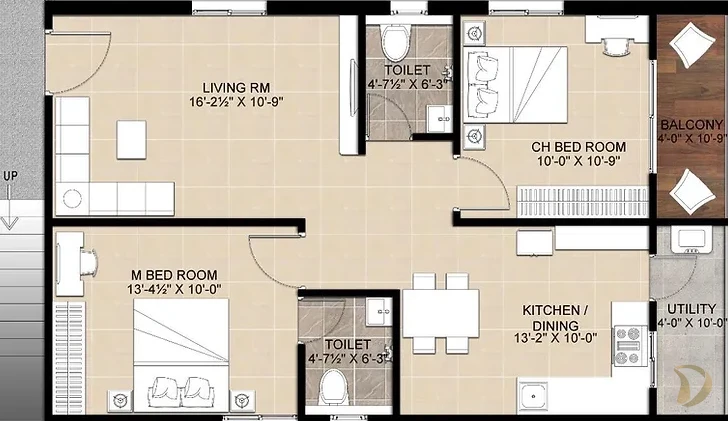 LIVING RM
16'-2½" X 10'-9"
TOILET
4'-7½" X 6'-3"
CH BED ROOM
10'-0" X 10'-9"
BALCONY
4'-0" X 10'-9"
UP
M BED ROOM
13'-4½" X 10'-0"
TOILET
4'-7½" X 6'-3"
KITCHEN /
DINING
13'-2" X 10'-0"
UTILITY
4'-0" X 10'-0"